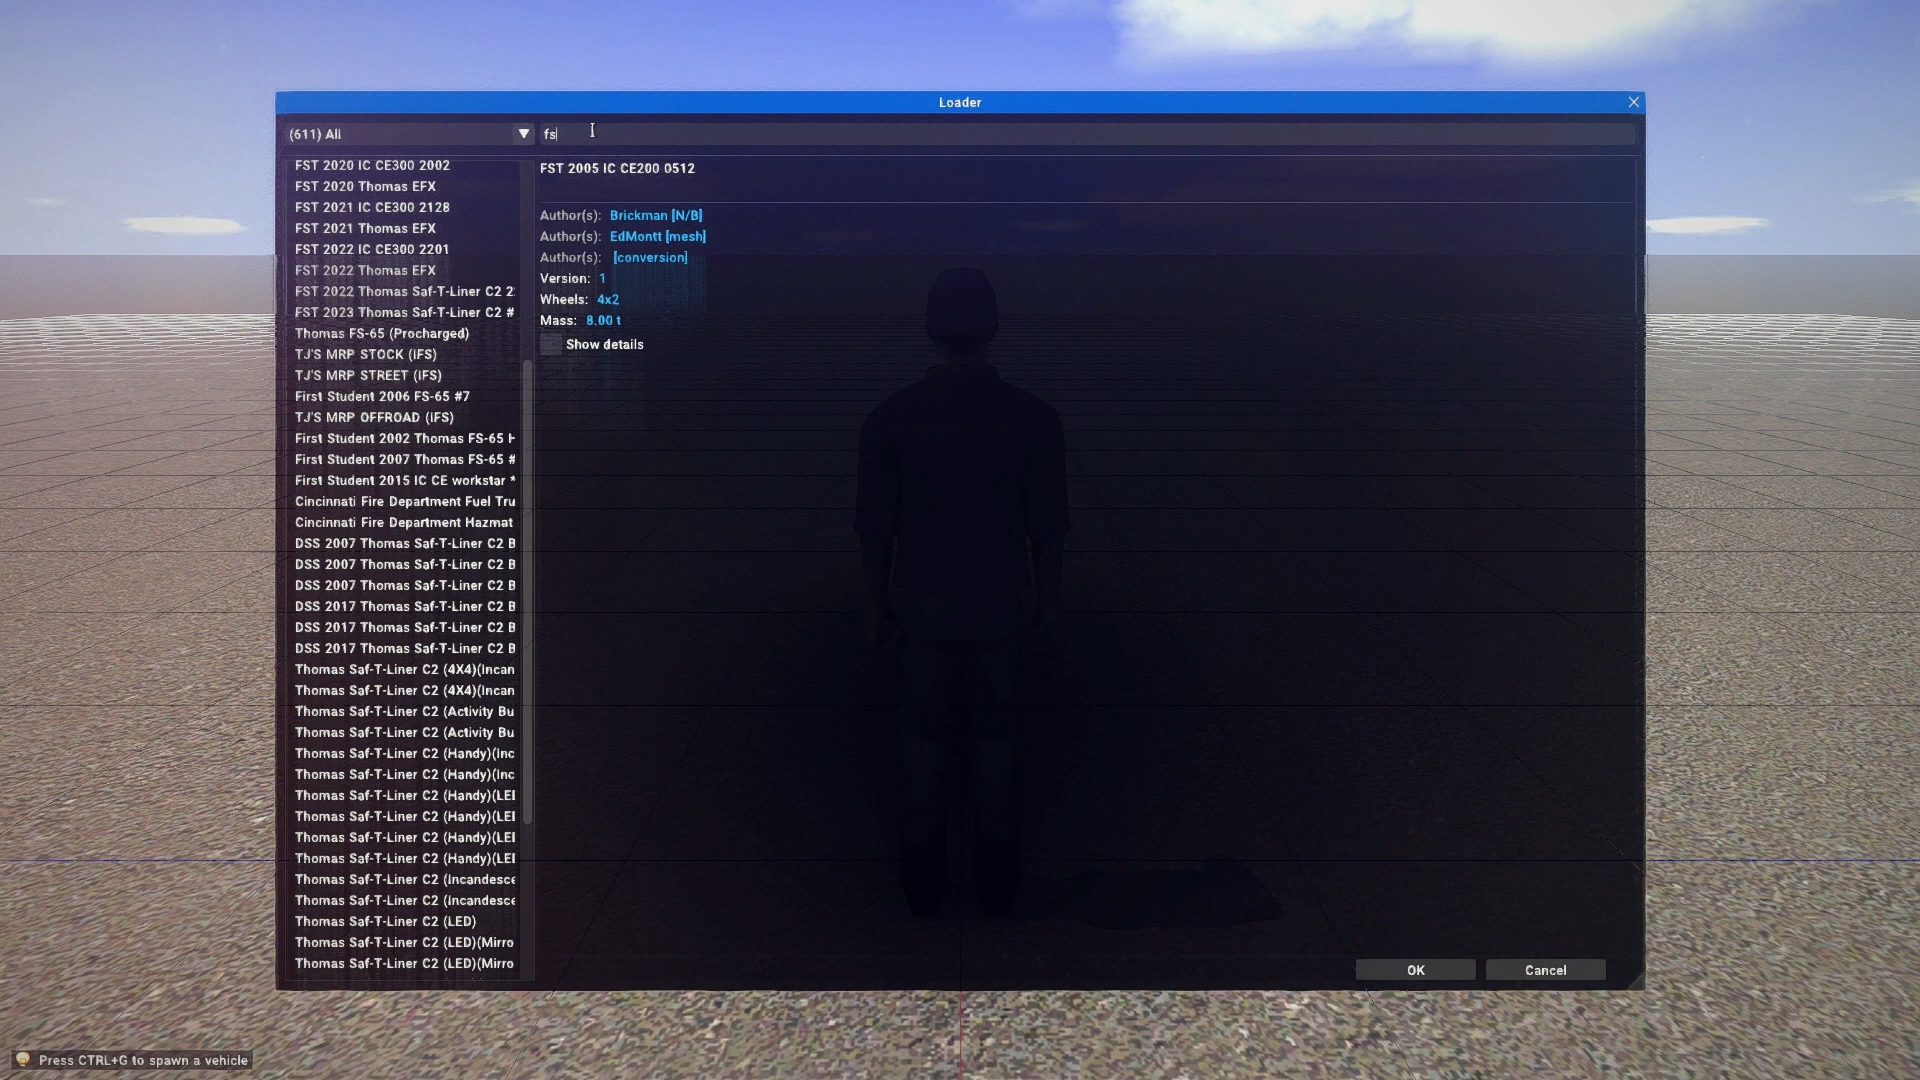 Loader
(611) All
fs
FST 2020 IC CE300 2002
FST 2020 Thomas EFX
FST 2021 IC CE300 2128
FST 2021 Thomas EFX
FST 2022 IC CE300 2201
FST 2022 Thomas EFX
FST 2022 Thomas Saf-T-Liner C2 2
FST 2023 Thomas Saf-T-Liner C2 #
Thomas FS-65 (Procharged)
TJ'S MRP STOCK (IFS)
TJ'S MRP STREET (IFS)
First Student 2006 FS-65 #7
TJ'S MRP OFFROAD (IFS)
First Student 2002 Thomas FS-65 H
First Student 2007 Thomas FS-65 #
First Student 2015 IC CE workstar *
Cincinnati Fire Department Fuel Tru
Cincinnati Fire Department Hazmat
DSS 2007 Thomas Saf-T-Liner C2 B
DSS 2007 Thomas Saf-T-Liner C2 B
DSS 2007 Thomas Saf-T-Liner C2 B
DSS 2017 Thomas Saf-T-Liner C2 B
DSS 2017 Thomas Saf-T-Liner C2 B
DSS 2017 Thomas Saf-T-Liner C2 B
Thomas Saf-T-Liner C2 (4X4)(Incan
Thomas Saf-T-Liner C2 (4X4)(Incan
Thomas Saf-T-Liner C2 (Activity Bu
Thomas Saf-T-Liner C2 (Activity Bu
Thomas Saf-T-Liner C2 (Handy)(Inc
Thomas Saf-T-Liner C2 (Handy)(Inc
Thomas Saf-T-Liner C2 (Handy)(LED
Thomas Saf-T-Liner C2 (Handy)(LED
Thomas Saf-T-Liner C2 (Handy)(LED
Thomas Saf-T-Liner C2 (Handy)(LED
Thomas Saf-T-Liner C2 (Incandesce
Thomas Saf-T-Liner C2 (Incandesce
Thomas Saf-T-Liner C2 (LED)
Thomas Saf-T-Liner C2 (LED)(Mirro
Thomas Saf-T-Liner C2 (LED)(Mirro
FST 2005 IC CE200 0512
Author(s): Brickman [N/B]
Author(s): EdMontt [mesh]
Author(s): [conversion]
Version: 1
Wheels: 4x2
Mass: 8.00 t
Show details
OK
Cancel
Press CTRL+G to spawn a vehicle